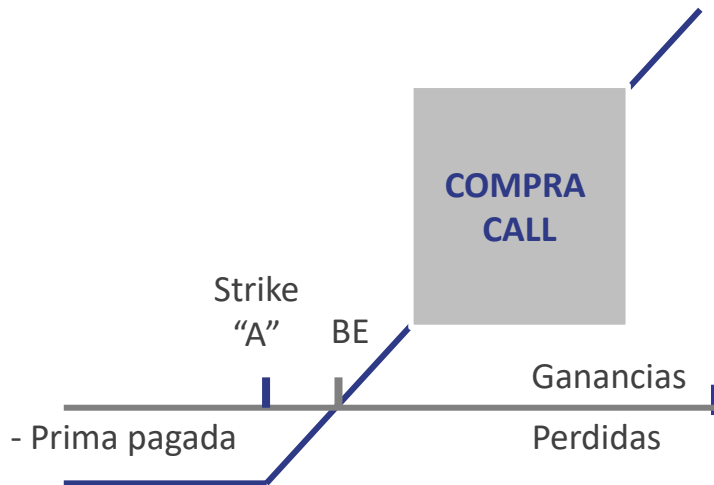 COMPRA
CALL
Strike
“A”
BE
Ganancias
- Prima pagada
Perdidas